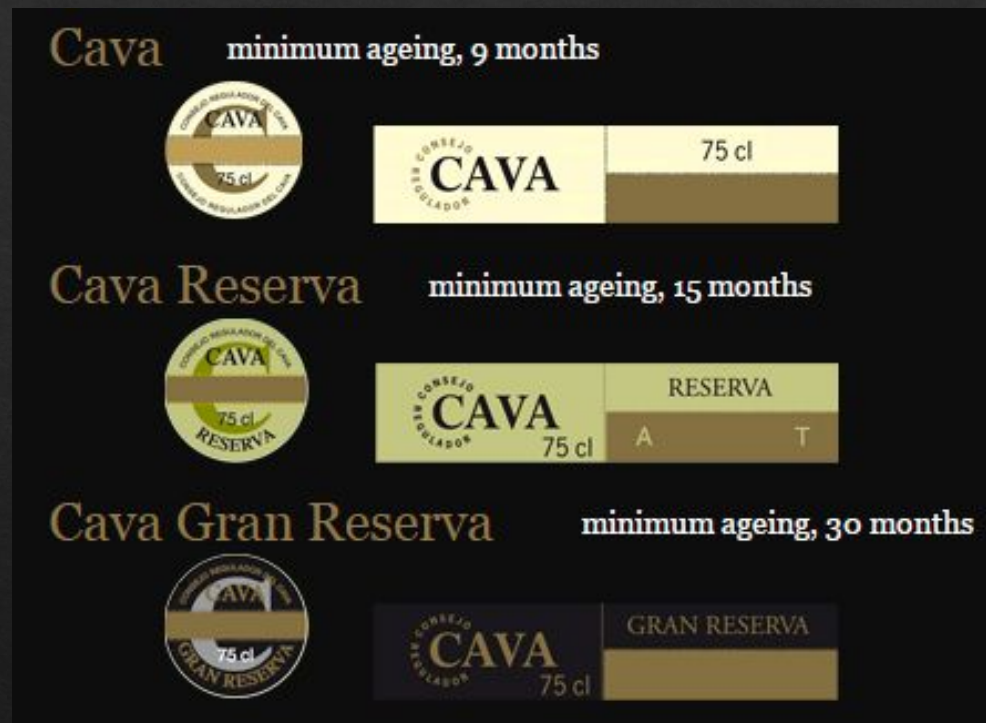 Cava
minimum ageing, 9 months
CONSEJO REGULADOR DEL CAVA
CAVA
75 cl
CONSEJO REGULADOR DEL CAVA
CONSEJO
REGULADOR
CAVA
75 cl
Cava Reserva
minimum ageing, 15 months
CONSEJO REGULADOR DEL CAVA
CAVA
75 cl
RESERVA
CONSEJO
REGULADOR
CAVA
75 cl
RESERVA
A T
Cava Gran Reserva
minimum ageing, 30 months
CONSEJO REGULADOR DEL CAVA
CAVA
75 cl
GRAN RESERVA
CONSEJO
REGULADOR
CAVA
75 cl
GRAN RESERVA